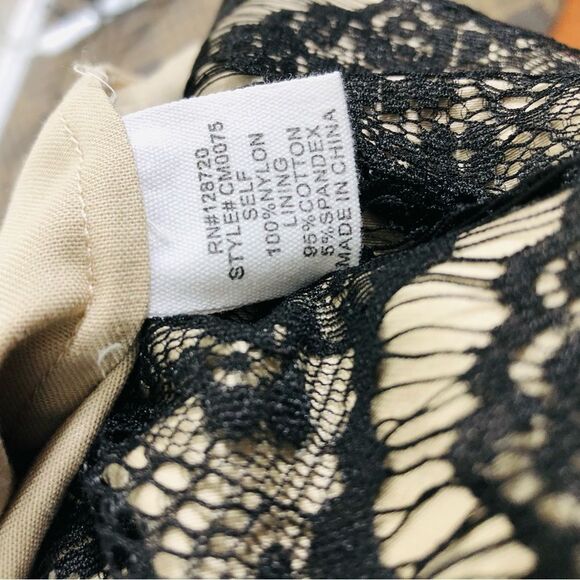 RN#128720
STYLE# CM0075
SELF
100%NYLON
LINING
95%COTTON
5%SPANDEX
MADE IN CHINA